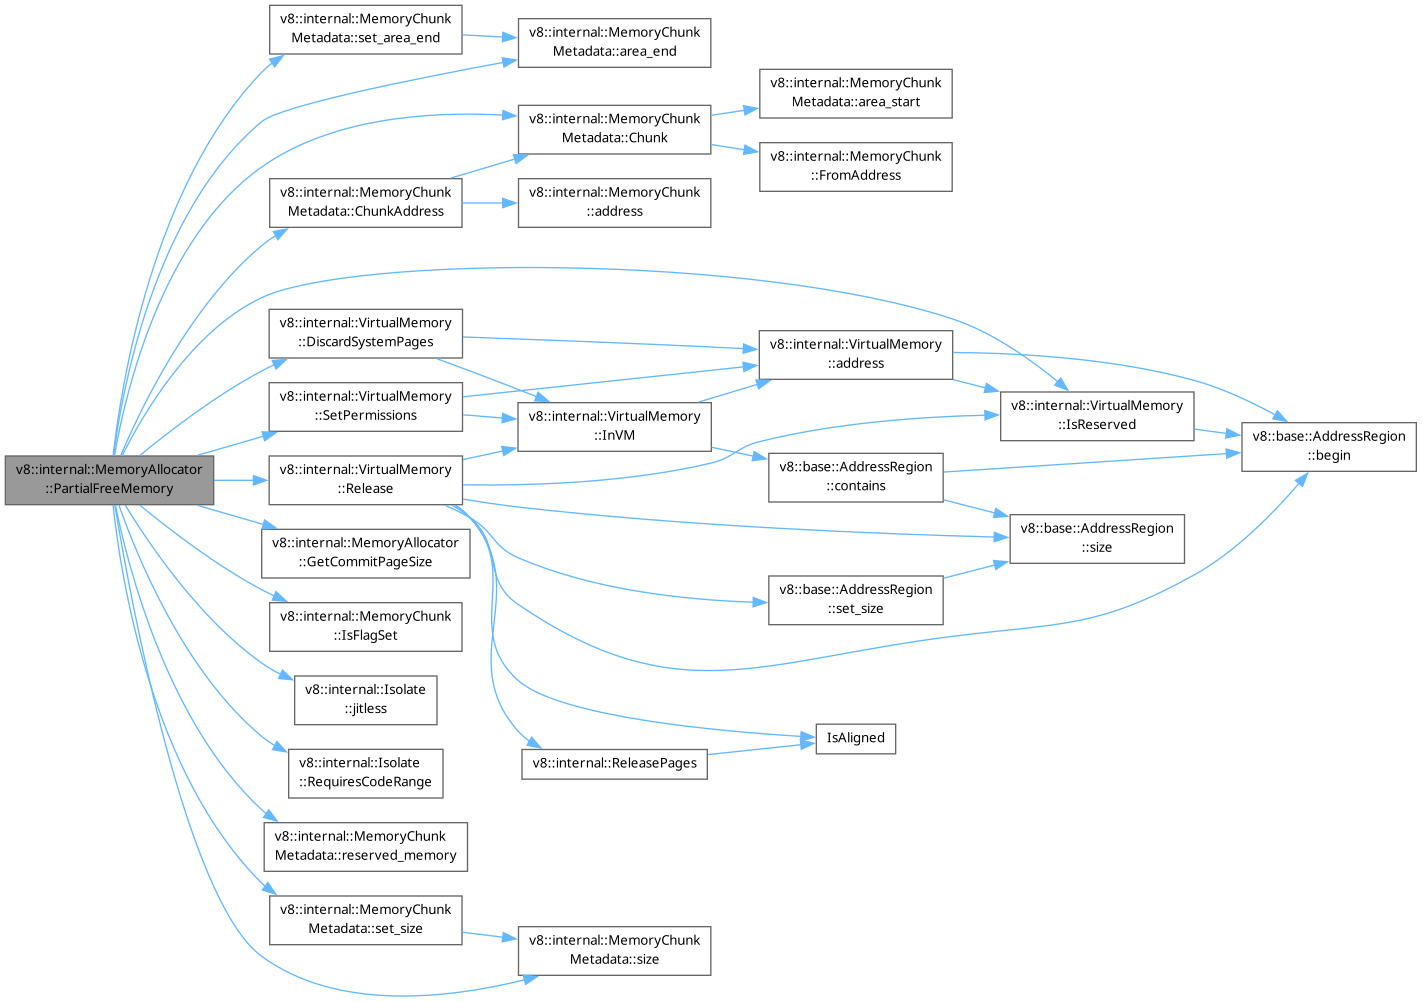 v8::internal::MemoryAllocator
::PartialFreeMemory
v8::internal::MemoryChunk
Metadata::set_area_end
v8::internal::MemoryChunk
Metadata::area_end
v8::internal::MemoryChunk
Metadata::Chunk
v8::internal::MemoryChunk
Metadata::area_start
v8::internal::MemoryChunk
::FromAddress
v8::internal::MemoryChunk
Metadata::ChunkAddress
v8::internal::MemoryChunk
::address
v8::internal::VirtualMemory
::DiscardSystemPages
v8::internal::VirtualMemory
::address
v8::internal::VirtualMemory
::SetPermissions
v8::internal::VirtualMemory
::InVM
v8::internal::VirtualMemory
::IsReserved
v8::base::AddressRegion
::begin
v8::internal::VirtualMemory
::Release
v8::base::AddressRegion
::contains
v8::base::AddressRegion
::size
v8::base::AddressRegion
::set_size
v8::internal::MemoryAllocator
::GetCommitPageSize
v8::internal::MemoryChunk
::IsFlagSet
v8::internal::Isolate
::jitless
IsAligned
v8::internal::ReleasePages
v8::internal::Isolate
::RequiresCodeRange
v8::internal::MemoryChunk
Metadata::reserved_memory
v8::internal::MemoryChunk
Metadata::set_size
v8::internal::MemoryChunk
Metadata::size